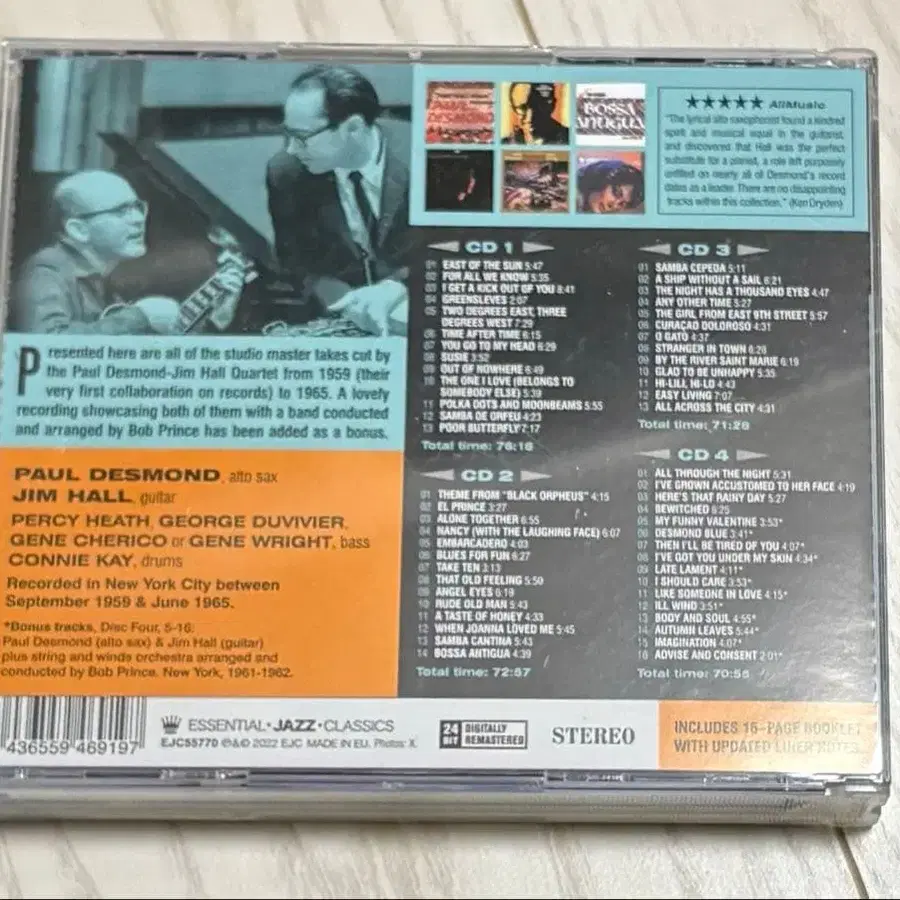 PAUL
DESMOND
BOSSA
ANTIGUA
★★★★★ AllMusic
"The lyrical alto saxophonist found a kindred
spirit and musical equal in the guitarist,
and discovered that Hall was the perfect
substitute for a pianist, a role left purposely
unfilled on nearly all of Desmond's record
dates as a leader. There are no disappointing
tracks within this collection." (Ken Dryden)
Presented here are all of the studio master takes cut by
the Paul Desmond-Jim Hall Quartet from 1959 (their
very first collaboration on records) to 1965. A lovely
recording showcasing both of them with a band conducted
and arranged by Bob Prince has been added as a bonus.
PAUL DESMOND, alto sax
JIM HALL, guitar
PERCY HEATH, GEORGE DUVIVIER,
GENE CHERICO or GENE WRIGHT, bass
CONNIE KAY, drums
Recorded in New York City between
September 1959 & June 1965.
*Bonus tracks, Disc Four, 5-16:
Paul Desmond (alto sax) & Jim Hall (guitar)
plus string and winds orchestra arranged and
conducted by Bob Prince. New York, 1961-1962.
CD 1
01 EAST OF THE SUN 5:47
02 FOR ALL WE KNOW 5:35
03 I GET A KICK OUT OF YOU 8:41
04 GREENSLEVES 2:07
05 TWO DEGREES EAST, THREE
DEGREES WEST 7:29
06 TIME AFTER TIME 6:15
07 YOU GO TO MY HEAD 6:29
08 SUSIE 3:52
09 OUT OF NOWHERE 6:49
10 THE ONE I LOVE (BELONGS TO
SOMEBODY ELSE) 5:39
11 POLKA DOTS AND MOONBEAMS 5:55
12 SAMBA DE ORFEU 4:23
13 POOR BUTTERFLY 7:17
Total time: 76:16
CD 2
01 THEME FROM "BLACK ORPHEUS" 4:15
02 EL PRINCE 3:27
03 ALONE TOGETHER 6:55
04 NANCY (WITH THE LAUGHING FACE) 6:07
05 EMBARCADERO 4:03
06 BLUES FOR FUN 6:27
07 TAKE TEN 3:13
08 THAT OLD FEELING 5:50
09 ANGEL EYES 6:19
10 RUDE OLD MAN 5:43
11 A TASTE OF HONEY 4:33
12 WHEN JOANNA LOVED ME 5:45
13 SAMBA CANTINA 5:43
14 BOSSA ANTIGUA 4:39
Total time: 72:57
CD 3
01 SAMBA CEPEDA 5:11
02 A SHIP WITHOUT A SAIL 6:21
03 THE NIGHT HAS A THOUSAND EYES 4:47
04 ANY OTHER TIME 5:27
05 THE GIRL FROM EAST 9TH STREET 5:57
06 CURAÇAO DOLOROSO 4:31
07 O GATO 4:37
08 STRANGER IN TOWN 6:28
09 BY THE RIVER SAINT MARIE 6:19
10 GLAD TO BE UNHAPPY 5:35
11 HI-LILI, HI-LO 4:43
12 EASY LIVING 7:07
13 ALL ACROSS THE CITY 4:31
Total time: 71:28
CD 4
01 ALL THROUGH THE NIGHT 5:31
02 I'VE GROWN ACCUSTOMED TO HER FACE 4:19
03 HERE'S THAT RAINY DAY 5:27
04 BEWITCHED 6:25
05 MY FUNNY VALENTINE 3:53*
06 DESMOND BLUE 3:41*
07 THEN I'LL BE TIRED OF YOU 4:07*
08 I'VE GOT YOU UNDER MY SKIN 4:34*
09 LATE LAMENT 4:11*
10 I SHOULD CARE 3:53*
11 LIKE SOMEONE IN LOVE 4:15*
12 ILL WIND 3:51*
13 BODY AND SOUL 4:55*
14 AUTUMN LEAVES 5:44*
15 IMAGINATION 4:07*
16 ADVISE AND CONSENT 2:01*
Total time: 70:55
436559 469197
ESSENTIAL·JAZZ·CLASSICS
EJC55770 ℗&© 2022 EJC. MADE IN EU. Photos: X.
24 BIT DIGITALLY REMASTERED
STEREO
INCLUDES 16-PAGE BOOKLET
WITH UPDATED LINER NOTES